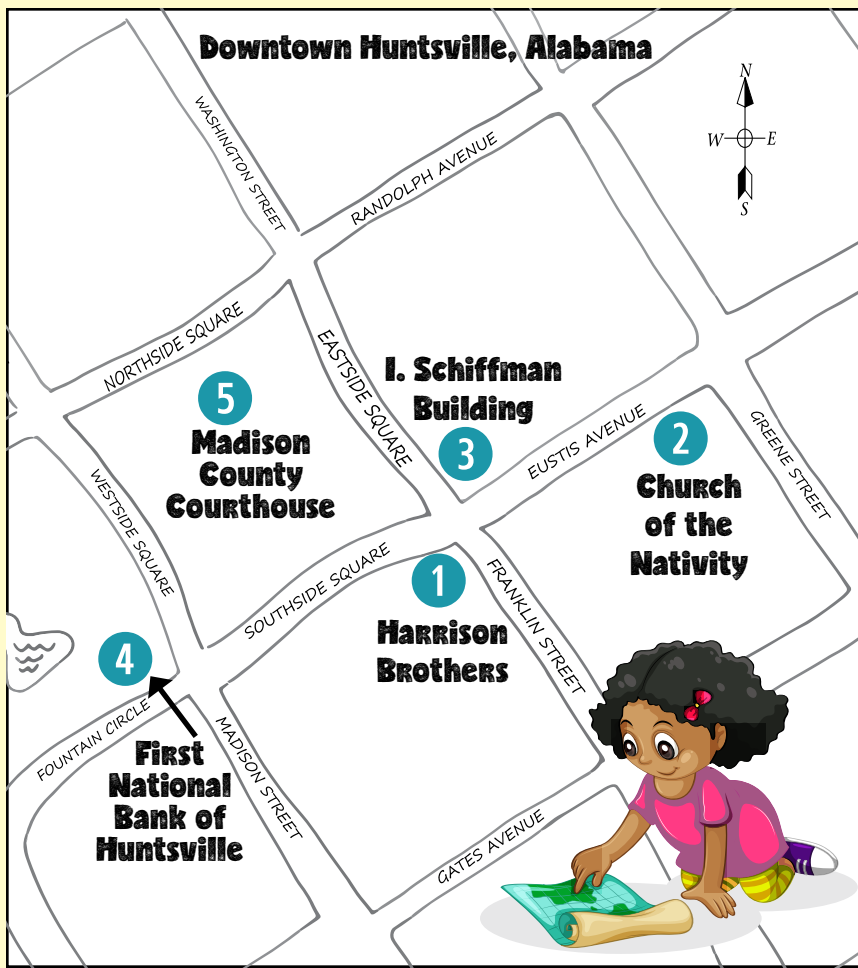 Downtown Huntsville, Alabama
N
W
E
S
WASHINGTON STREET
RANDOLPH AVENUE
NORTHSIDE SQUARE
EASTSIDE SQUARE
I. Schiffman
Building
3
5
Madison
County
Courthouse
EUSTIS AVENUE
2
Church
of the
Nativity
GREENE STREET
WESTSIDE SQUARE
SOUTHSIDE SQUARE
1
Harrison
Brothers
FRANKLIN STREET
4
FOUNTAIN CIRCLE
First
National
Bank of
Huntsville
MADISON STREET
GATES AVENUE